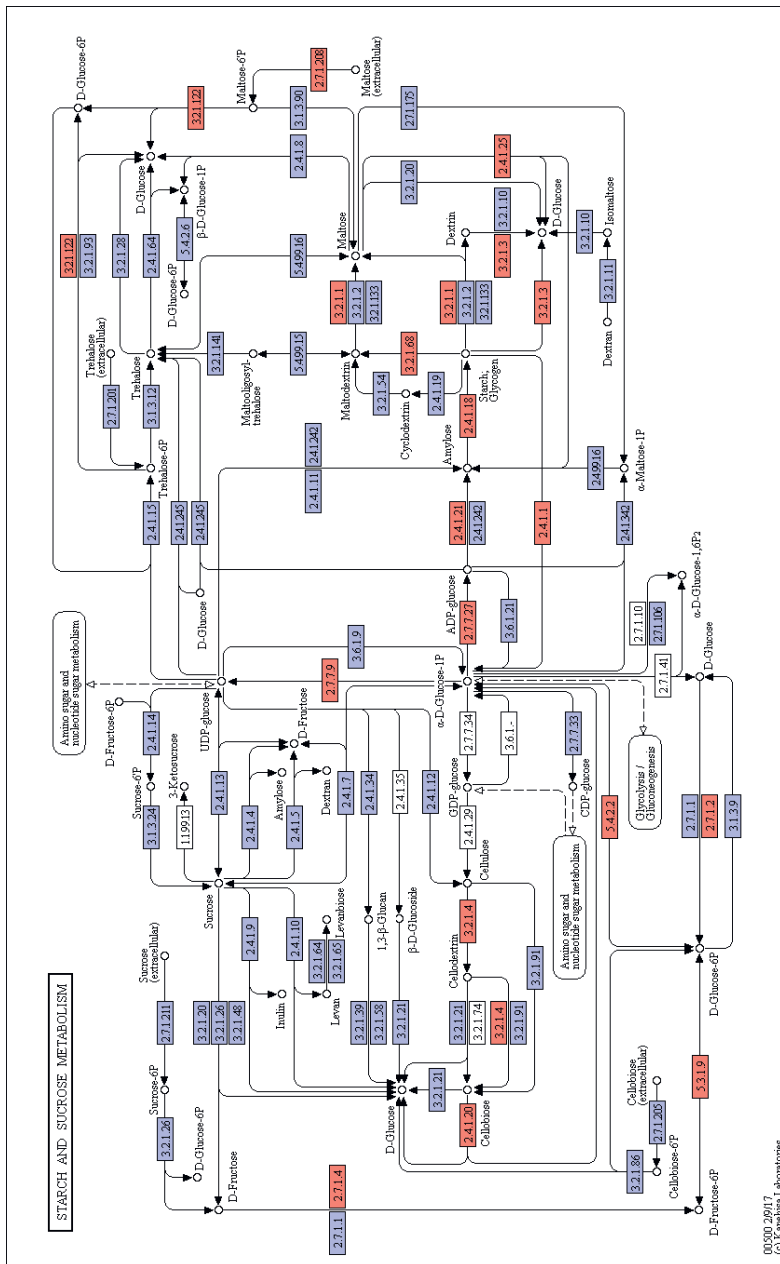 STARCH AND SUCROSE METABOLISM
Amino sugar and
nucleotide sugar metabolism
D-Glucose-6P
3.2.1.122
3.2.1.93
Trehalose
(extracellular)
2.7.1.201
Sucrose
(extracellular)
2.7.1.211
Sucrose-6P
3.2.1.26
D-Glucose-6P
D-Fructose-6P
2.4.1.14
Sucrose-6'P
3.1.3.24
3-Ketosucrose
1.1.99.13
2.4.1.15
Trehalose-6P
3.1.3.12
Trehalose
3.2.1.28
2.4.1.64
D-Glucose
3.2.1.122
2.4.1.245
2.4.1.245
D-Glucose
β-D-Glucose-1P
5.4.2.6
D-Glucose-6P
2.4.1.8
Maltose-6'P
3.1.3.90
2.7.1.208
Maltose
(extracellular)
UDP-glucose
2.4.1.13
Sucrose
3.2.1.20
3.2.1.26
3.2.1.48
D-Fructose
2.7.1.1
2.7.1.4
2.4.1.4
2.4.1.5
2.4.1.7
Amylose
Dextran
D-Fructose
2.4.1.9
2.4.1.10
Inulin
Levan
3.2.1.64
3.2.1.65
Levanbiose
3.6.1.9
2.7.7.9
2.4.1.11
2.4.1.242
3.2.1.141
Maltooligosyl-
trehalose
5.4.99.15
5.4.99.16
Maltodextrin
3.2.1.1
3.2.1.2
3.2.1.133
Maltose
2.7.1.175
3.2.1.20
2.4.1.25
3.2.1.54
Cyclodextrin
2.4.1.19
3.2.1.68
2.4.1.34
1,3-β-Glucan
3.2.1.39
3.2.1.58
2.4.1.35
β-D-Glucoside
3.2.1.21
D-Glucose
2.4.1.12
α-D-Glucose-1P
2.7.7.27
ADP-glucose
3.6.1.21
2.4.1.21
2.4.1.242
Amylose
2.4.1.18
Starch;
Glycogen
3.2.1.1
3.2.1.2
3.2.1.133
Dextrin
3.2.1.3
3.2.1.10
D-Glucose
2.7.7.34
GDP-glucose
2.4.1.29
Cellulose
3.2.1.4
Cellodextrin
3.2.1.21
3.2.1.74
3.2.1.4
3.2.1.91
3.2.1.91
3.2.1.21
Cellobiose
2.4.1.20
3.6.1.-
2.7.7.33
CDP-glucose
Amino sugar and
nucleotide sugar metabolism
2.4.1.1
3.2.1.3
3.2.1.10
Isomaltose
3.2.1.11
Dextran
2.4.99.16
α-Maltose-1P
2.4.1.342
5.4.2.2
Glycolysis /
Gluconeogenesis
2.7.1.10
2.7.1.106
2.7.1.41
α-D-Glucose-1,6P2
3.2.1.86
Cellobiose-6'P
2.7.1.205
Cellobiose
(extracellular)
D-Fructose-6P
5.3.1.9
D-Glucose-6P
2.7.1.1
2.7.1.2
3.1.3.9
D-Glucose
00500 2/9/17
(c) Kanehisa Laboratories